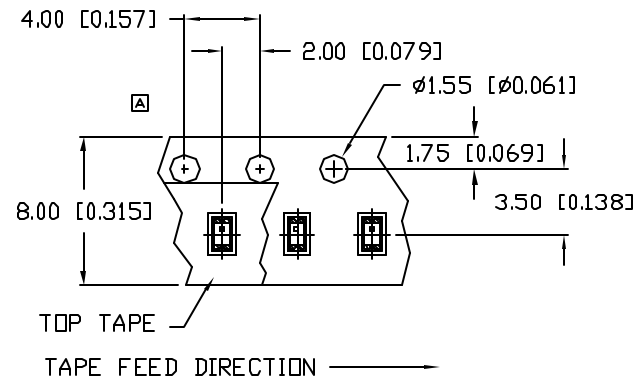 4.00 [0.157]
2.00 [0.079]
ø1.55 [ø0.061]
A
1.75 [0.069]
8.00 [0.315]
3.50 [0.138]
TOP TAPE
TAPE FEED DIRECTION